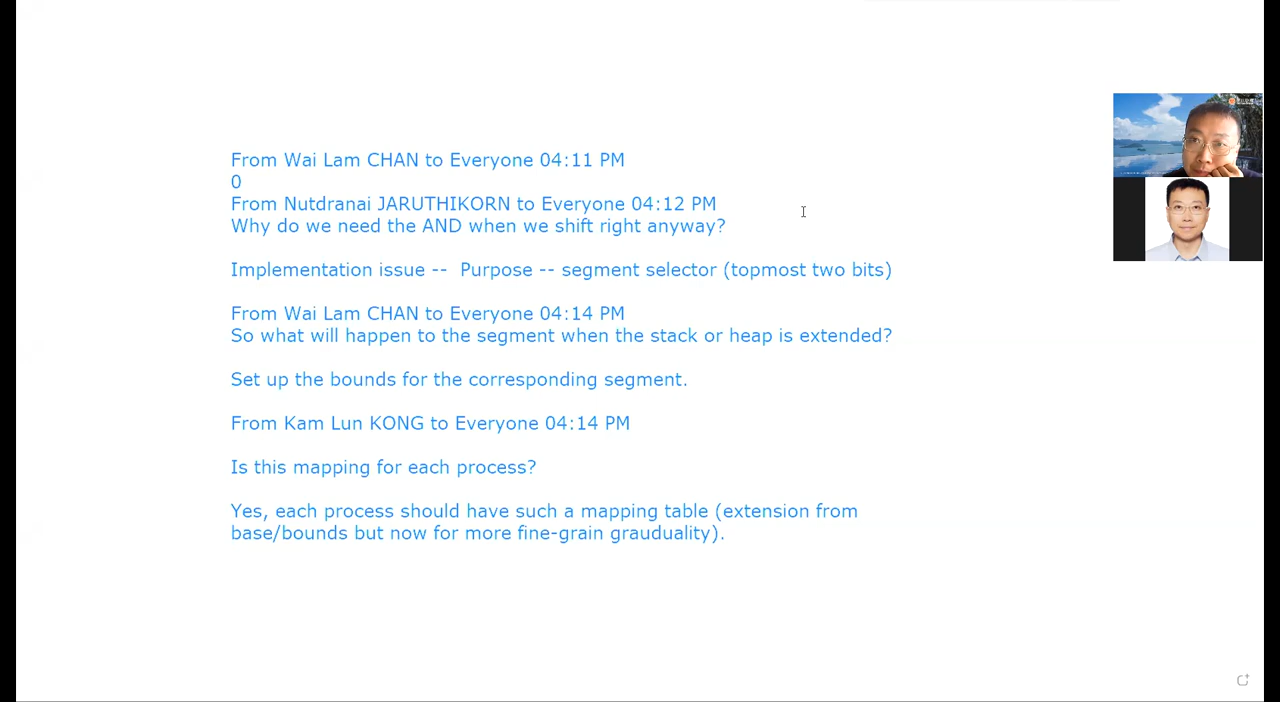 From Wai Lam CHAN to Everyone 04:11 PM
0
From Nutdranai JARUTHIKORN to Everyone 04:12 PM
Why do we need the AND when we shift right anyway?
Implementation issue --  Purpose -- segment selector (topmost two bits)
From Wai Lam CHAN to Everyone 04:14 PM
So what will happen to the segment when the stack or heap is extended?
Set up the bounds for the corresponding segment.
From Kam Lun KONG to Everyone 04:14 PM
Is this mapping for each process?
Yes, each process should have such a mapping table (extension from
base/bounds but now for more fine-grain grauduality).